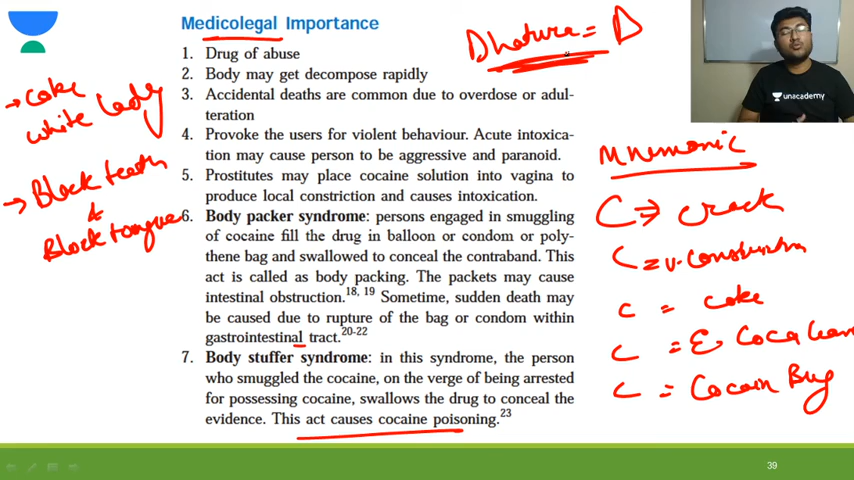 Medicolegal Importance
1. Drug of abuse
2. Body may get decompose rapidly
3. Accidental deaths are common due to overdose or adul-
teration
4. Provoke the users for violent behaviour. Acute intoxica-
tion may cause person to be aggressive and paranoid.
5. Prostitutes may place cocaine solution into vagina to
produce local constriction and causes intoxication.
6. Body packer syndrome: persons engaged in smuggling
of cocaine fill the drug in balloon or condom or poly-
thene bag and swallowed to conceal the contraband. This
act is called as body packing. The packets may cause
intestinal obstruction.18, 19 Sometime, sudden death may
be caused due to rupture of the bag or condom within
gastrointestinal tract.20-22
7. Body stuffer syndrome: in this syndrome, the person
who smuggled the cocaine, on the verge of being arrested
for possessing cocaine, swallows the drug to conceal the
evidence. This act causes cocaine poisoning.23
→ Coke
white lady
→ Black teeth
&
Black tongue
Dhatura = D
unacademy
Mnemonic
C → crack
C = v. Constriction
C = coke
C = E. Coca
C = Cocain Bug
39